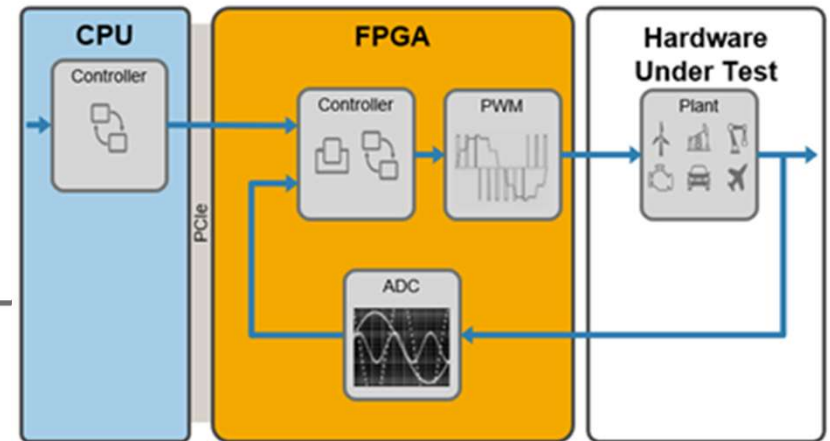 CPU
Controller
PCIe
FPGA
Controller
PWM
ADC
Hardware
Under Test
Plant